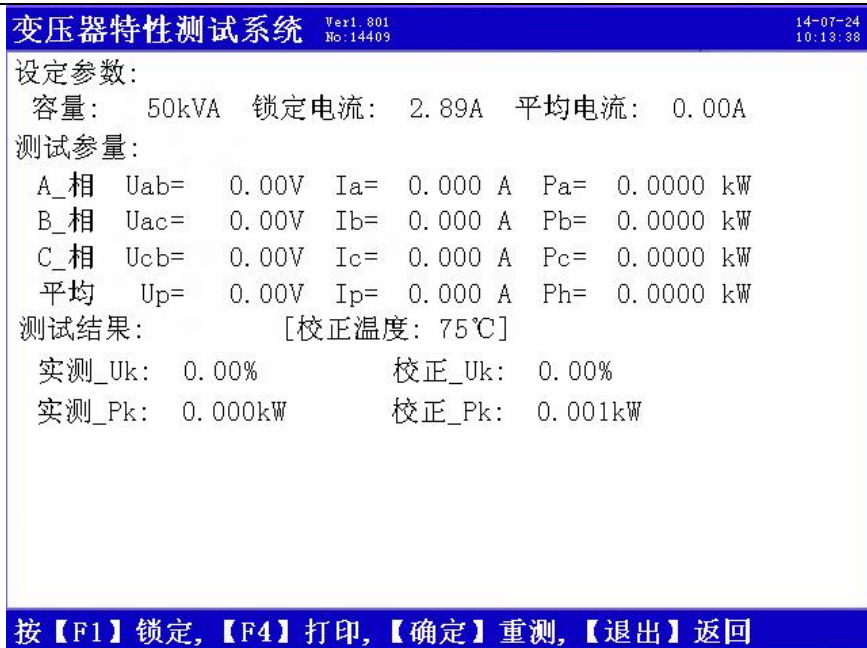 变压器特性测试系统 Ver1.801 No:14409 14-07-24 10:13:38
设定参数:
容量: 50kVA 锁定电流: 2.89A 平均电流: 0.00A
测试参量:
A_相 Uab= 0.00V Ia= 0.000 A Pa= 0.0000 kW
B_相 Uac= 0.00V Ib= 0.000 A Pb= 0.0000 kW
C_相 Ucb= 0.00V Ic= 0.000 A Pc= 0.0000 kW
平均 Up= 0.00V Ip= 0.000 A Ph= 0.0000 kW
测试结果: [校正温度: 75℃]
实测_Uk: 0.00% 校正_Uk: 0.00%
实测_Pk: 0.000kW 校正_Pk: 0.001kW
按【F1】锁定,【F4】打印,【确定】重测,【退出】返回